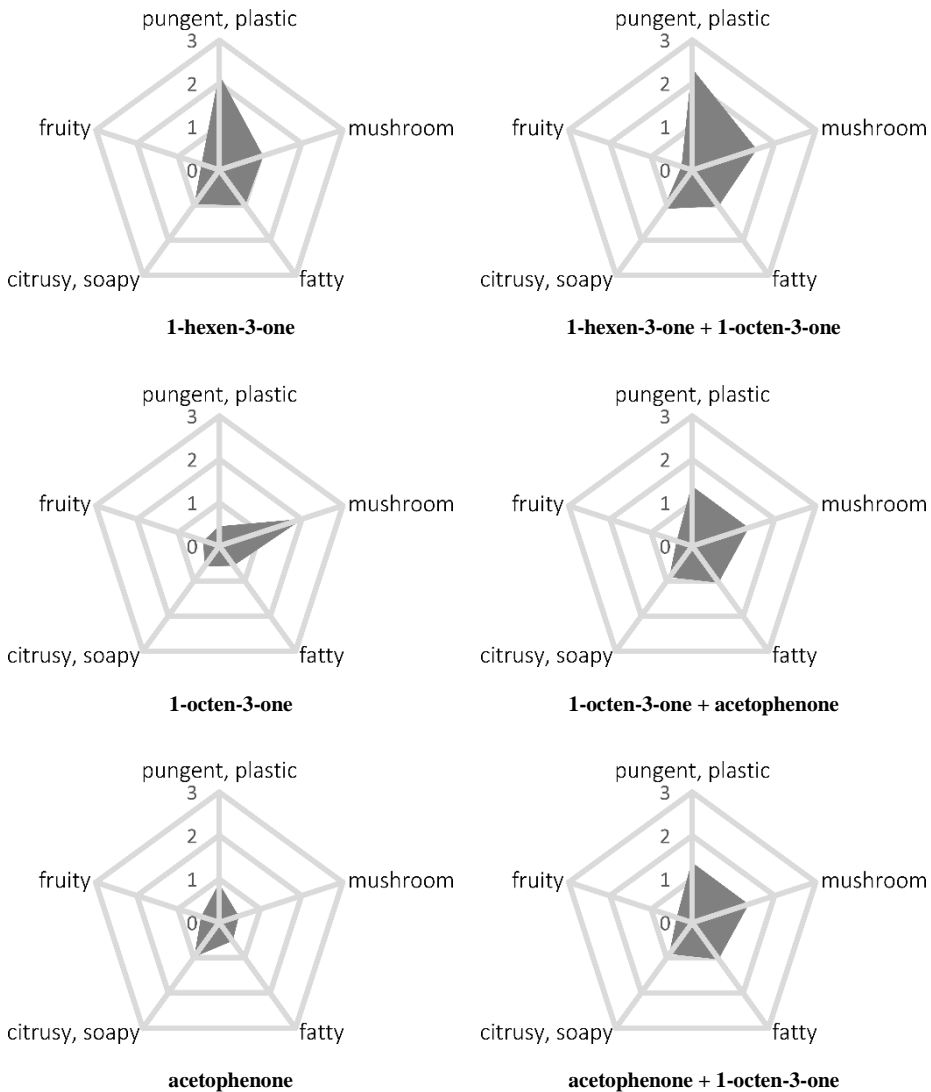 pungent, plastic
3
2
fruity
1
mushroom
0
citrusy, soapy
fatty
1-hexen-3-one
pungent, plastic
3
2
fruity
1
mushroom
0
citrusy, soapy
fatty
1-hexen-3-one + 1-octen-3-one
pungent, plastic
3
2
fruity
1
mushroom
0
citrusy, soapy
fatty
1-octen-3-one
pungent, plastic
3
2
fruity
1
mushroom
0
citrusy, soapy
fatty
1-octen-3-one + acetophenone
pungent, plastic
3
2
fruity
1
mushroom
0
citrusy, soapy
fatty
acetophenone
pungent, plastic
3
2
fruity
1
mushroom
0
citrusy, soapy
fatty
acetophenone + 1-octen-3-one